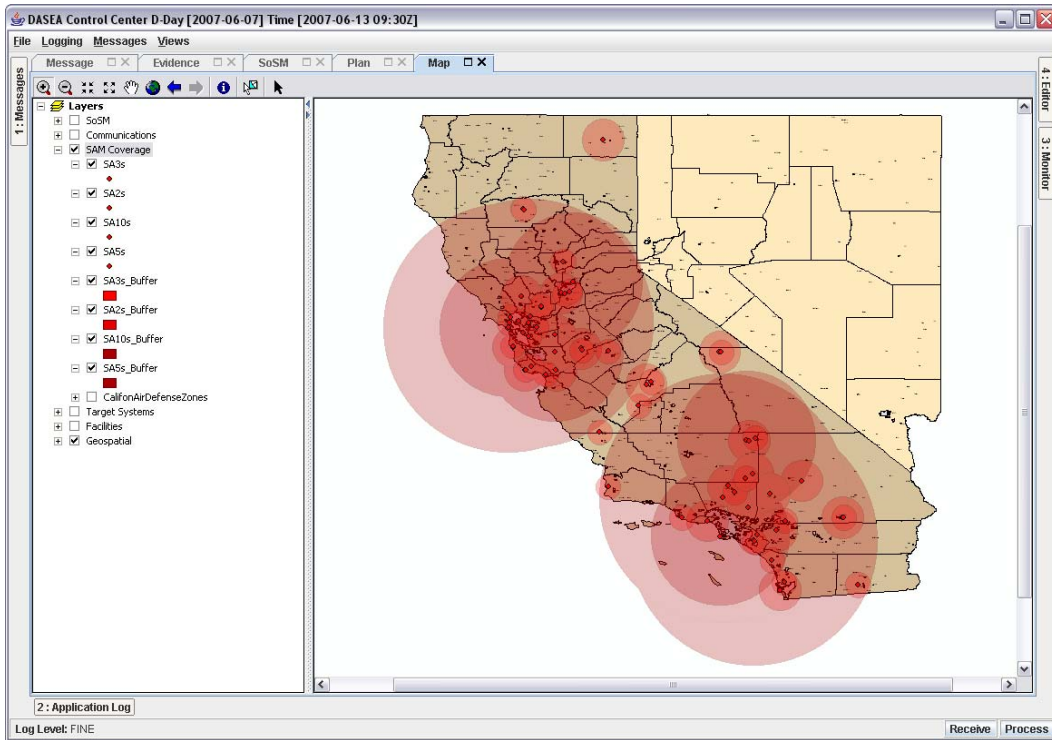 DASEA Control Center D-Day [2007-06-07] Time [2007-06-13 09:30Z]
File Logging Messages Views
Message Evidence SoSM Plan Map
1 : Messages
4 : Editor
3 : Monitor
Layers
SoSM
Communications
SAM Coverage
SA3s
SA2s
SA10s
SA5s
SA3s_Buffer
SA2s_Buffer
SA10s_Buffer
SA5s_Buffer
CalifonAirDefenseZones
Target Systems
Facilities
Geospatial
2 : Application Log
Log Level: FINE
Receive Process